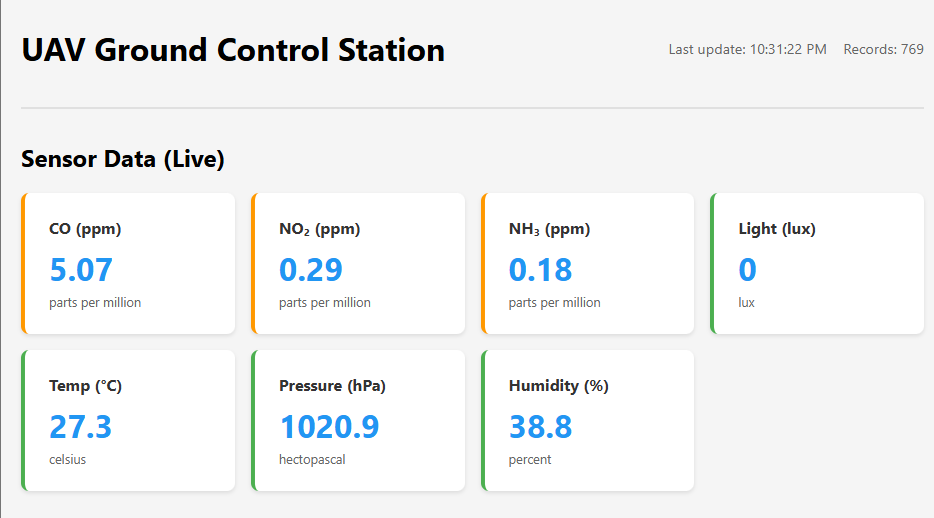 UAV Ground Control Station
Last update: 10:31:22 PM Records: 769
Sensor Data (Live)
CO (ppm)
5.07
parts per million
NO₂ (ppm)
0.29
parts per million
NH₃ (ppm)
0.18
parts per million
Light (lux)
0
lux
Temp (°C)
27.3
celsius
Pressure (hPa)
1020.9
hectopascal
Humidity (%)
38.8
percent